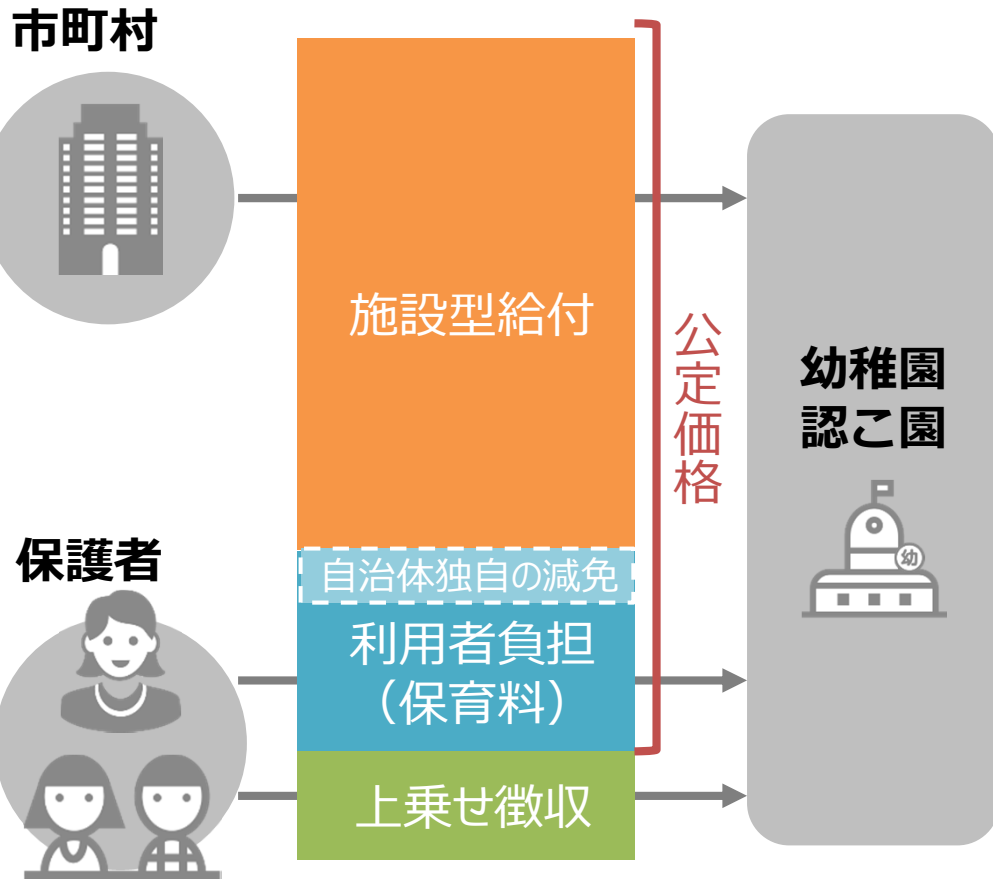 市町村
施設型給付
公定価格
幼稚園
認こ園
幼
保護者
自治体独自の減免
利用者負担
（保育料）
上乗せ徴収